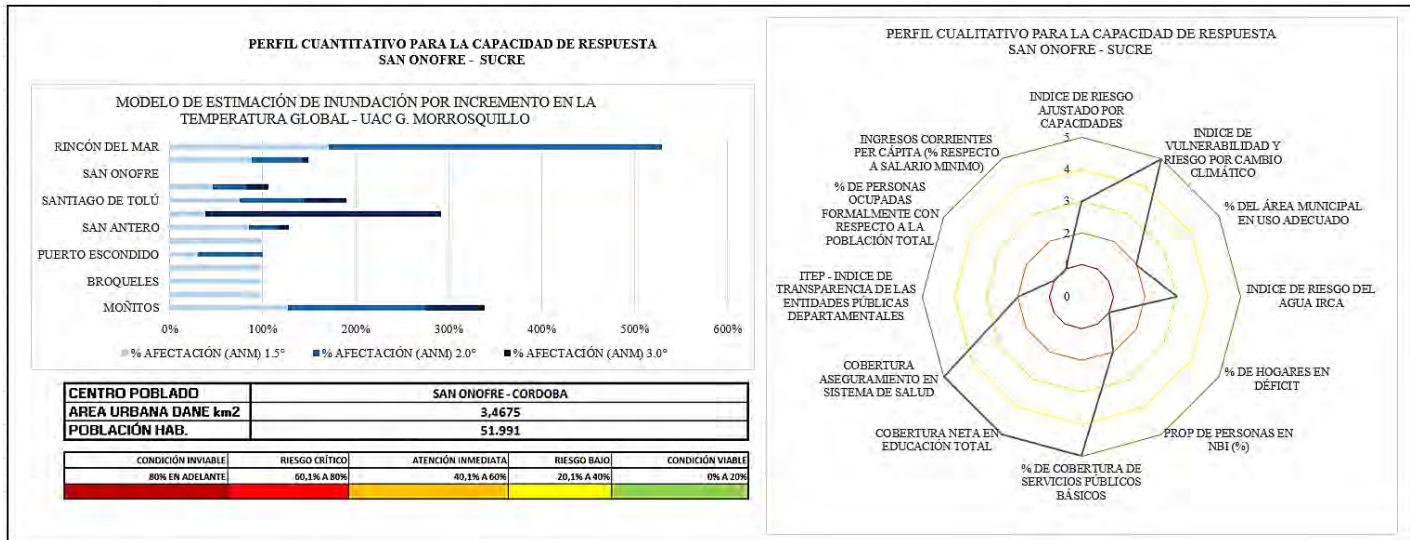 PERFIL CUANTITATIVO PARA LA CAPACIDAD DE RESPUESTA
SAN ONOFRE - SUCRE
MODELO DE ESTIMACIÓN DE INUNDACIÓN POR INCREMENTO EN LA
TEMPERATURA GLOBAL - UAC G. MORROSQUILLO
RINCÓN DEL MAR
SAN ONOFRE
SANTIAGO DE TOLÚ
SAN ANTERO
PUERTO ESCONDIDO
BROQUELES
MOÑITOS
0% 100% 200% 300% 400% 500% 600%
% AFECTACIÓN (ANM) 1.5° % AFECTACIÓN (ANM) 2.0° % AFECTACIÓN (ANM) 3.0°
CENTRO POBLADO SAN ONOFRE - CORDOBA
AREA URBANA DANE km2 3,4675
POBLACIÓN HAB. 51.991
CONDICIÓN INVIABLE RIESGO CRÍTICO ATENCIÓN INMEDIATA RIESGO BAJO CONDICIÓN VIABLE
80% EN ADELANTE 60,1% A 80% 40,1% A 60% 20,1% A 40% 0% A 20%
PERFIL CUALITATIVO PARA LA CAPACIDAD DE RESPUESTA
SAN ONOFRE - SUCRE
INDICE DE RIESGO
AJUSTADO POR
CAPACIDADES
INDICE DE
VULNERABILIDAD Y
RIESGO POR CAMBIO
CLIMÁTICO
% DEL ÁREA MUNICIPAL
EN USO ADECUADO
INDICE DE RIESGO DEL
AGUA IRCA
% DE HOGARES EN
DÉFICIT
PROP DE PERSONAS EN
NBI (%)
% DE COBERTURA DE
SERVICIOS PÚBLICOS
BÁSICOS
COBERTURA NETA EN
EDUCACIÓN TOTAL
COBERTURA
ASEGURAMIENTO EN
SISTEMA DE SALUD
ITEP - INDICE DE
TRANSPARENCIA DE LAS
ENTIDADES PÚBLICAS
DEPARTAMENTALES
% DE PERSONAS
OCUPADAS
FORMALMENTE CON
RESPECTO A LA
POBLACIÓN TOTAL
INGRESOS CORRIENTES
PER CÁPITA (% RESPECTO
A SALARIO MINIMO)
5
4
3
2
1
0